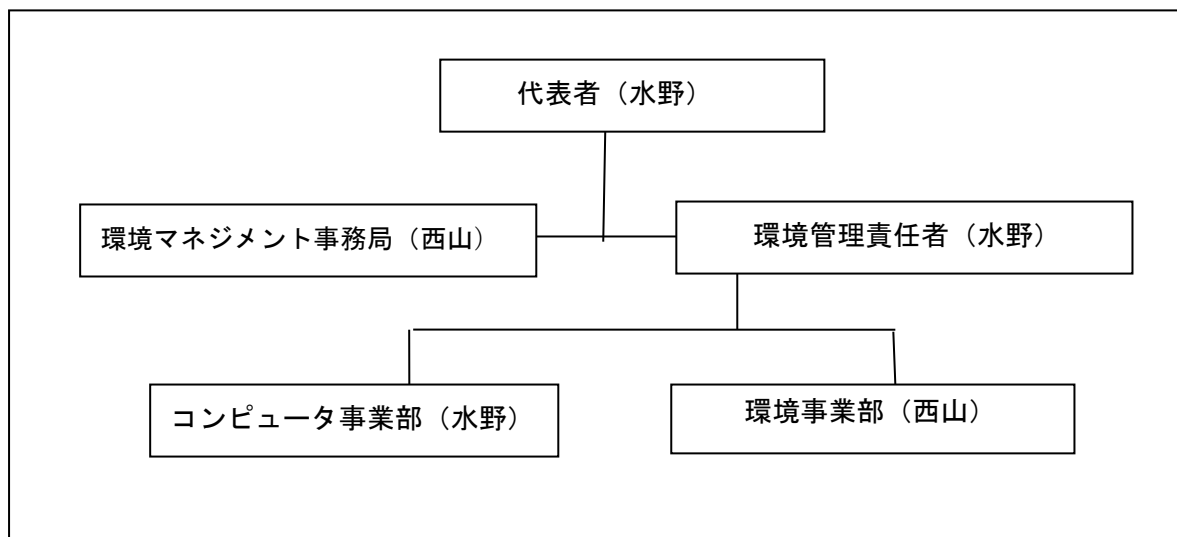 代表者（水野）
環境マネジメント事務局（西山）
環境管理責任者（水野）
コンピュータ事業部（水野）
環境事業部（西山）